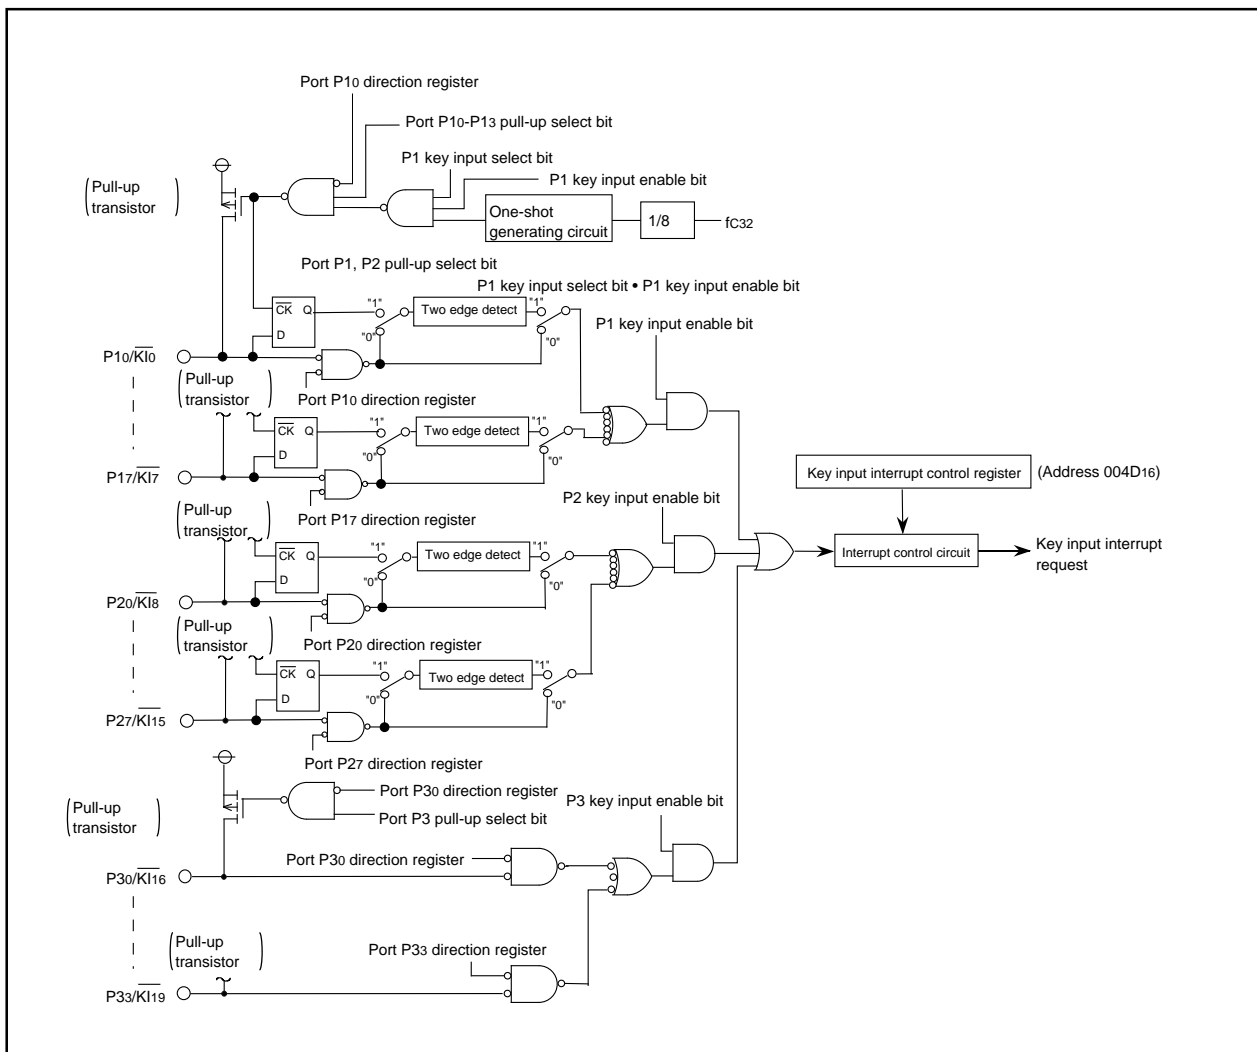 Port P10 direction register
Port P10-P13 pull-up select bit
P1 key input select bit
P1 key input enable bit
(Pull-up
transistor)
One-shot
generating circuit
1/8
fC32
Port P1, P2 pull-up select bit
P1 key input select bit • P1 key input enable bit
CK Q
D
"1"
"0"
Two edge detect
"1"
"0"
P1 key input enable bit
P10/KI0
(Pull-up
transistor)
Port P10 direction register
CK Q
D
"1"
"0"
Two edge detect
"1"
"0"
P17/KI7
Key input interrupt control register
(Address 004D16)
(Pull-up
transistor)
Port P17 direction register
P2 key input enable bit
CK Q
D
"1"
"0"
Two edge detect
"1"
"0"
Interrupt control circuit
Key input interrupt
request
P20/KI8
(Pull-up
transistor)
Port P20 direction register
CK Q
D
"1"
"0"
Two edge detect
"1"
"0"
P27/KI15
Port P27 direction register
Port P30 direction register
Port P3 pull-up select bit
(Pull-up
transistor)
P3 key input enable bit
Port P30 direction register
P30/KI16
(Pull-up
transistor)
Port P33 direction register
P33/KI19